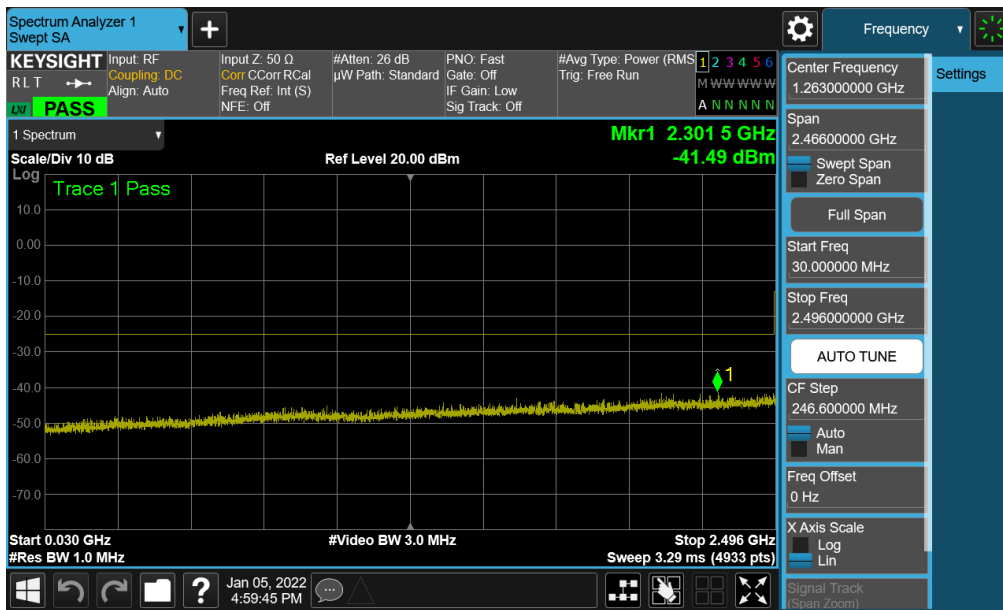 Spectrum Analyzer 1
Swept SA
+
Frequency
KEYSIGHT
R L T
LXI PASS
Input: RF
Coupling: DC
Align: Auto
Input Z: 50 Ω
Corr CCorr RCal
Freq Ref: Int (S)
NFE: Off
#Atten: 26 dB
µW Path: Standard
PNO: Fast
Gate: Off
IF Gain: Low
Sig Track: Off
#Avg Type: Power (RMS
Trig: Free Run
1 2 3 4 5 6
M W W W W W
A N N N N N
1 Spectrum
Scale/Div 10 dB
Ref Level 20.00 dBm
Mkr1 2.301 5 GHz
-41.49 dBm
Log
Trace 1 Pass
10.0
0.00
-10.0
-20.0
-30.0
-40.0
-50.0
-60.0
-70.0
1
Start 0.030 GHz
#Res BW 1.0 MHz
#Video BW 3.0 MHz
Stop 2.496 GHz
Sweep 3.29 ms (4933 pts)
?
Jan 05, 2022
4:59:45 PM
Center Frequency
1.263000000 GHz
Settings
Span
2.46600000 GHz
Swept Span
Zero Span
Full Span
Start Freq
30.000000 MHz
Stop Freq
2.496000000 GHz
AUTO TUNE
CF Step
246.600000 MHz
Auto
Man
Freq Offset
0 Hz
X Axis Scale
Log
Lin
Signal Track
(Span Zoom)